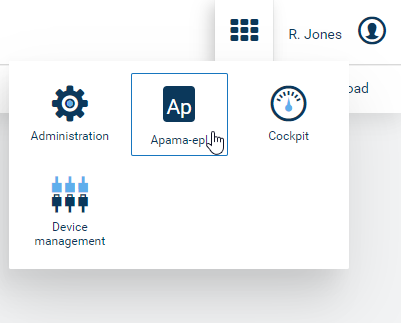 R. Jones
oad
Ap
Administration
Apama-epl
Cockpit
Device
management